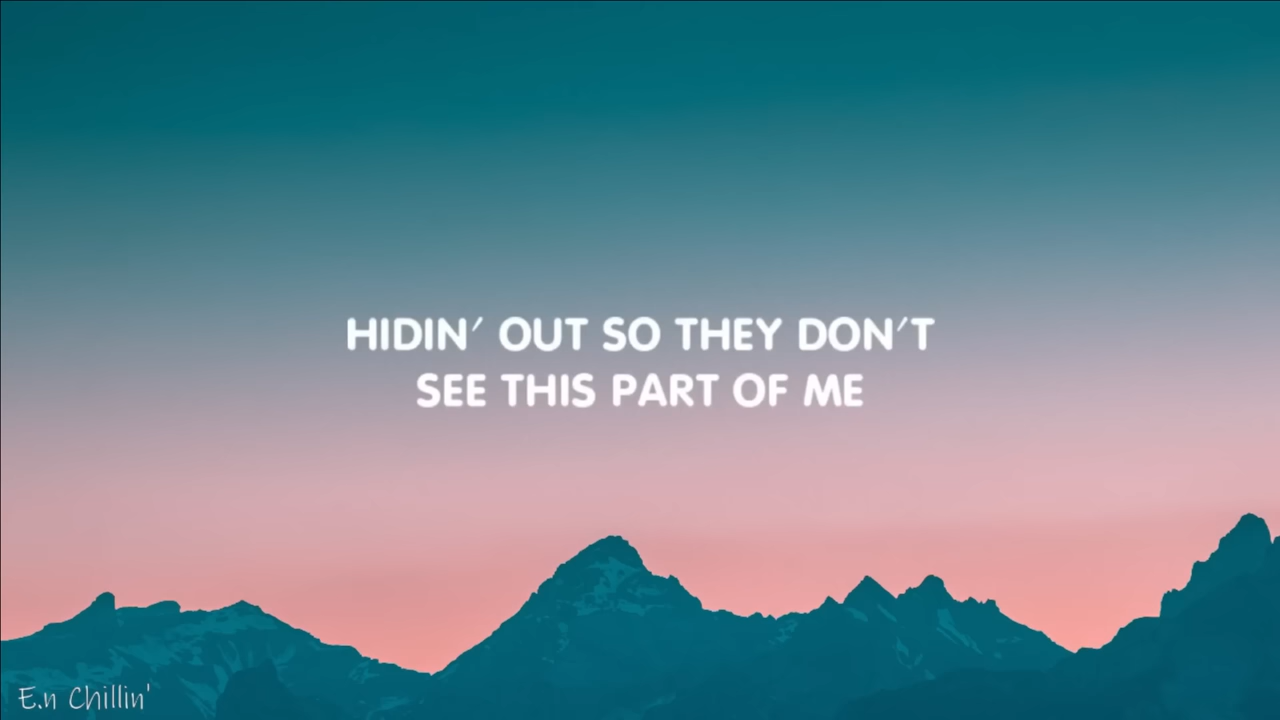 HIDIN′ OUT SO THEY DON′T
SEE THIS PART OF ME
E.n Chillin'